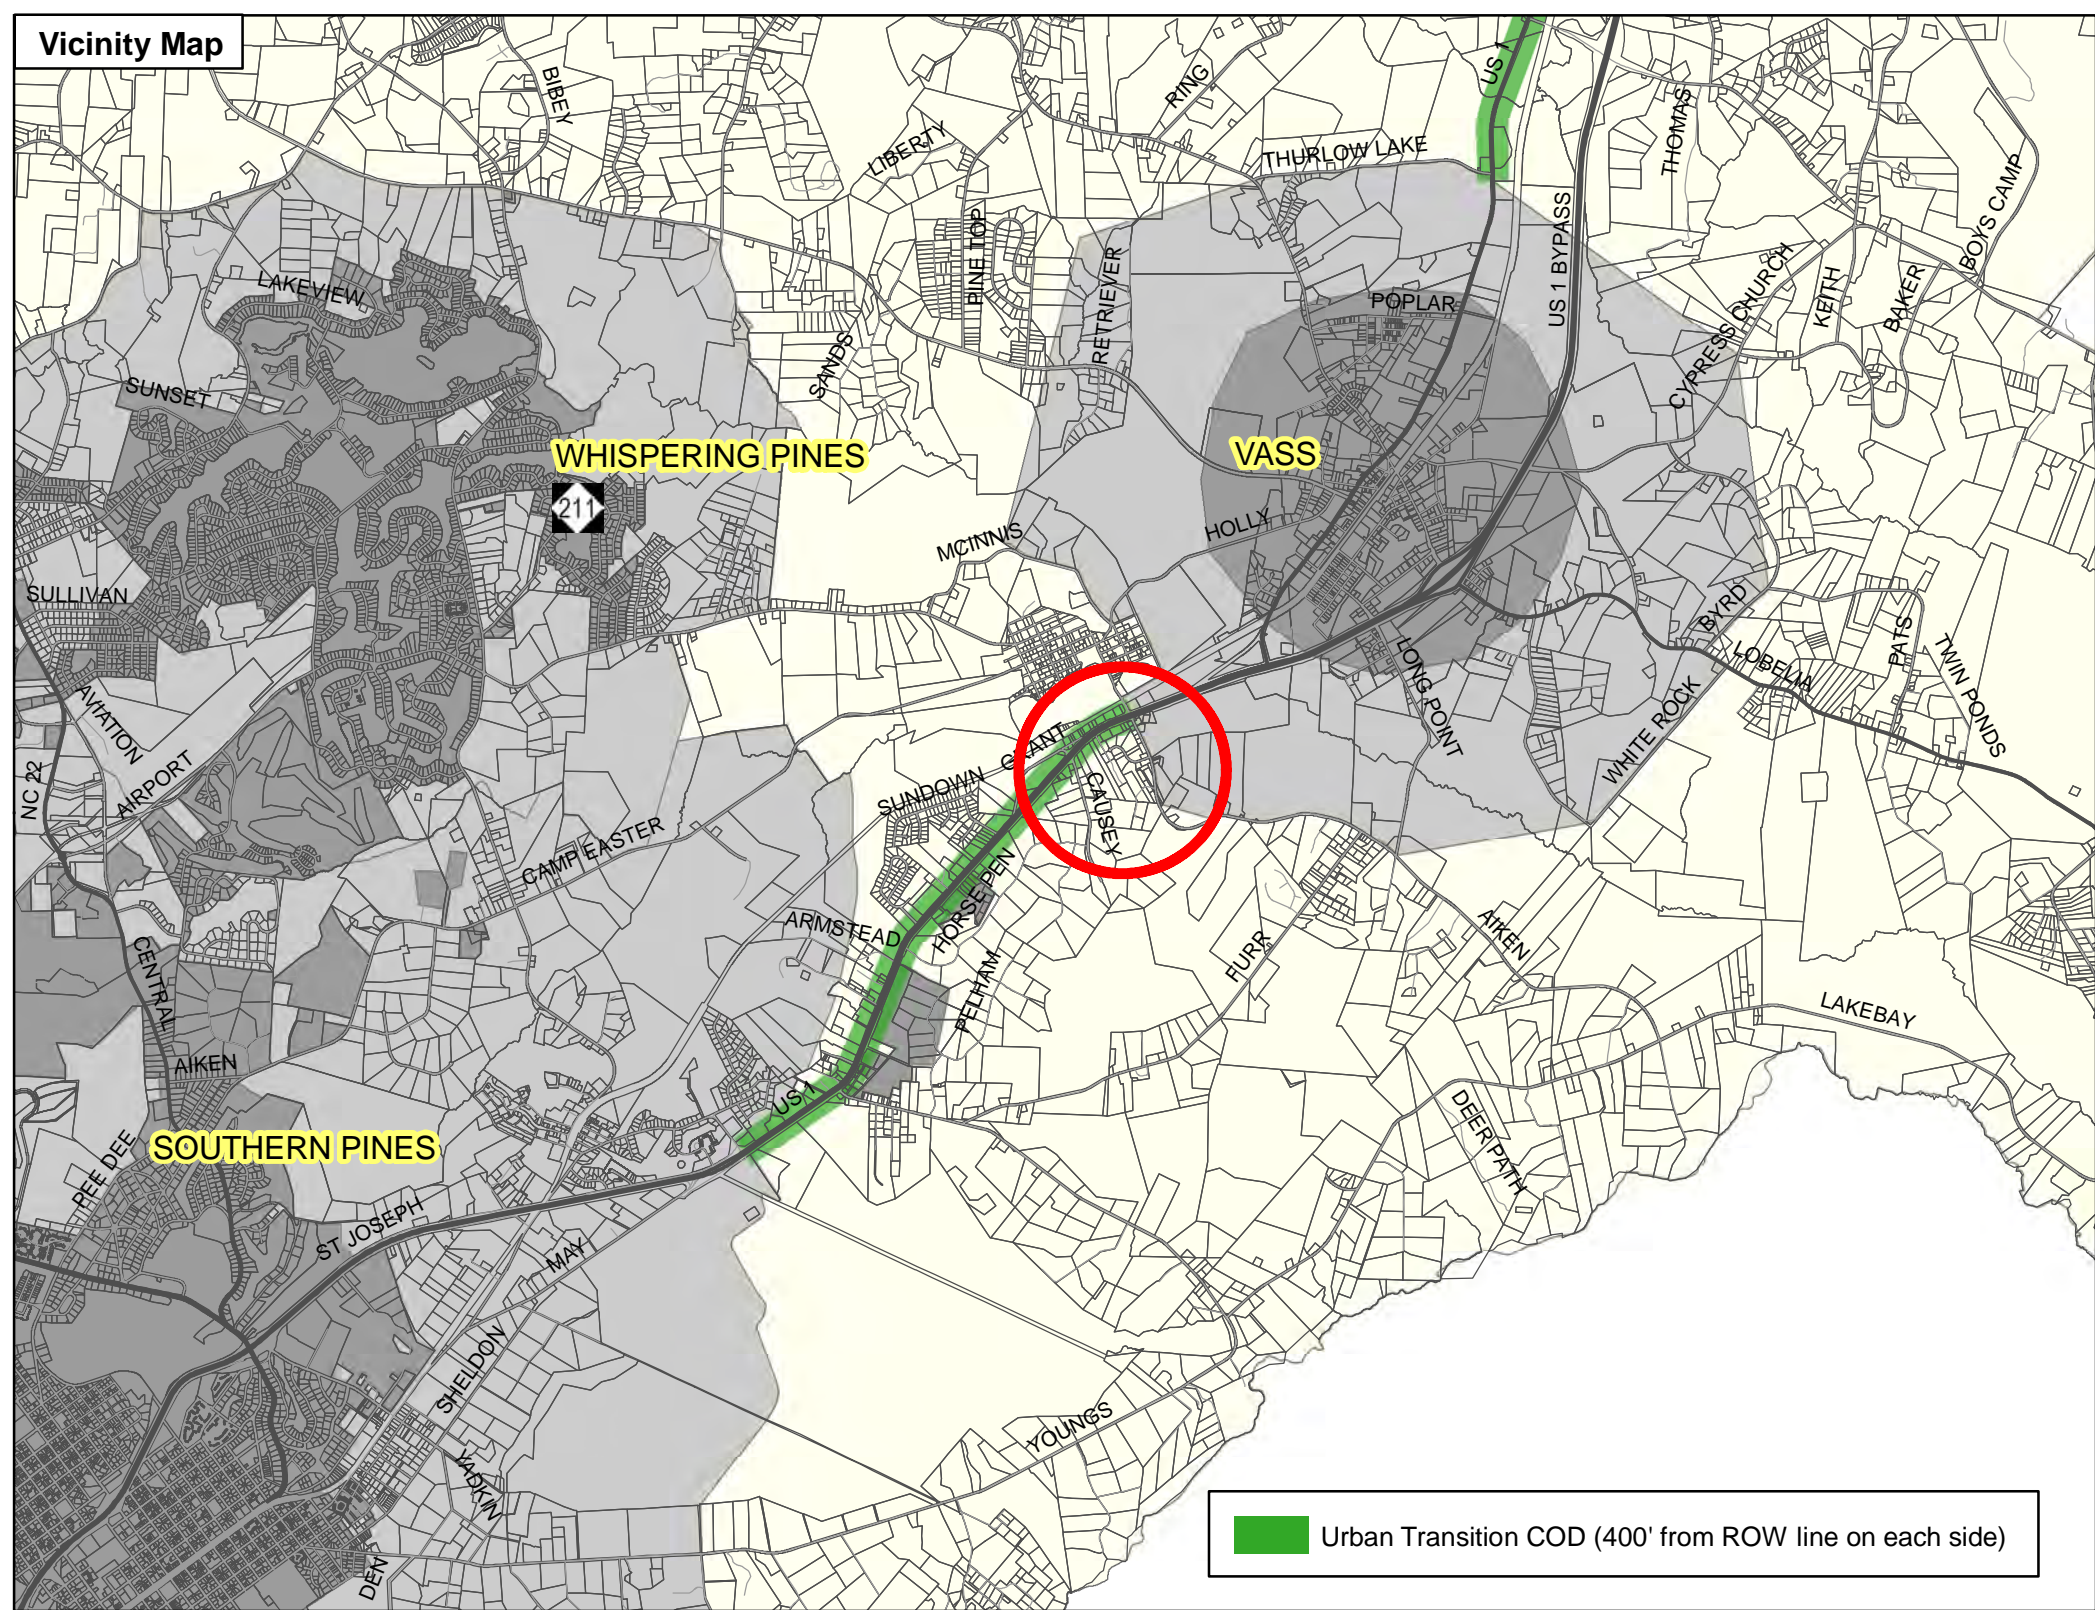 Vicinity Map
US 1
BIBEY
RING
THOMAS
LIBERTY
THURLOW LAKE
BOYS CAMP
PINE TOP
US 1 BYPASS
RETRIEVER
LAKEVIEW
CYPRESS CHURCH
KEITH
BAKER
POPLAR
SANDS
SUNSET
WHISPERING PINES
VASS
211
HOLLY
MCINNIS
SULLIVAN
BYRD
PATS
LOBELIA
TWIN PONDS
LONG POINT
WHITE ROCK
AVIATION
GRANT
AIRPORT
NC 22
SUNDOWN
CAUSEY
CAMP EASTER
HORSE PEN
ARMSTEAD
AIKEN
FURR
CENTRAL
PELHAM
LAKEBAY
AIKEN
US 1
DEER PATH
PEE DEE
SOUTHERN PINES
ST JOSEPH
MAY
SHELDON
YOUNGS
YADKIN
DEN
Urban Transition COD (400' from ROW line on each side)